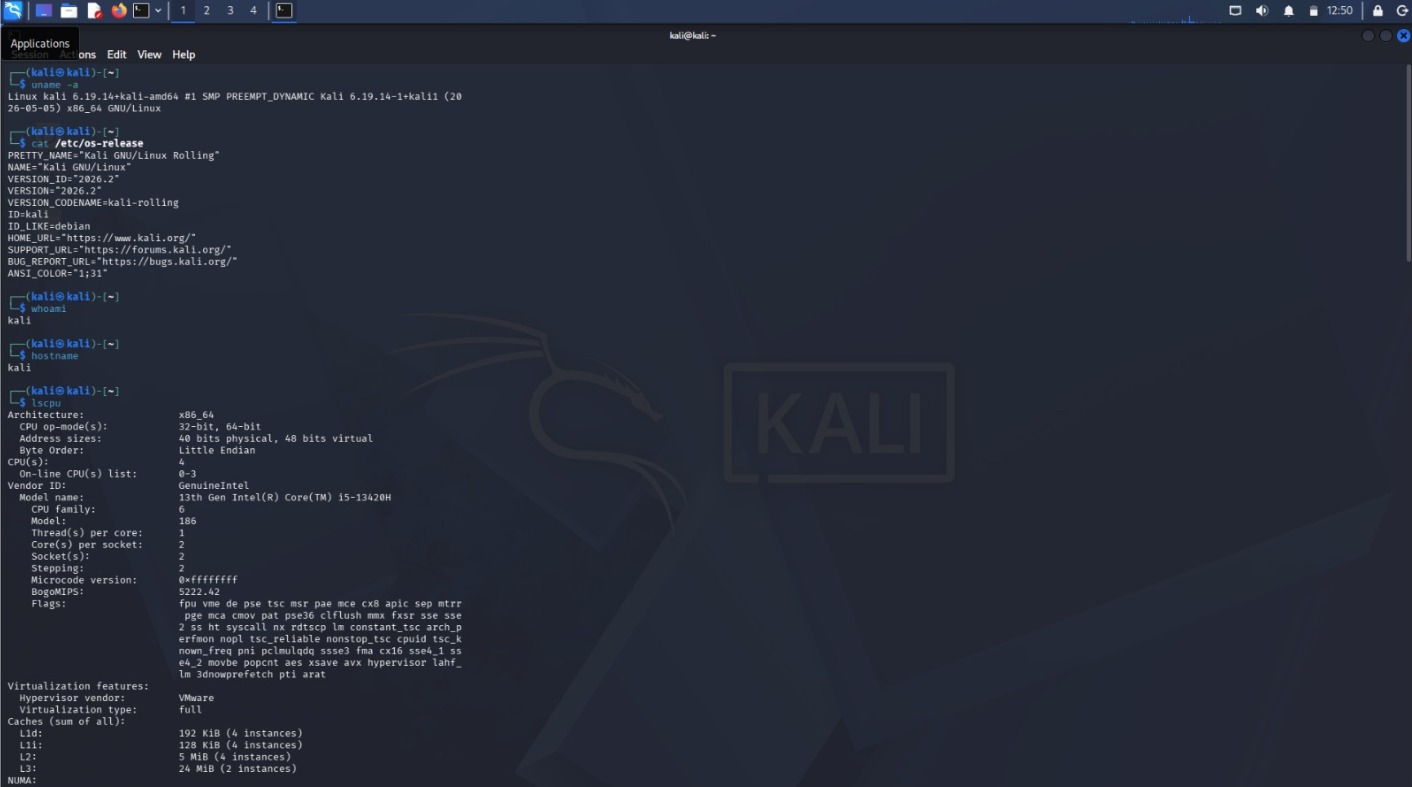 1 2 3 4
12:50
Applications
kali@kali: ~
Session Actions Edit View Help
┌──(kali㉿kali)-[~]
└─$ uname -a
Linux kali 6.19.14+kali-amd64 #1 SMP PREEMPT_DYNAMIC Kali 6.19.14-1+kali1 (20
26-05-05) x86_64 GNU/Linux
┌──(kali㉿kali)-[~]
└─$ cat /etc/os-release
PRETTY_NAME="Kali GNU/Linux Rolling"
NAME="Kali GNU/Linux"
VERSION_ID="2026.2"
VERSION="2026.2"
VERSION_CODENAME=kali-rolling
ID=kali
ID_LIKE=debian
HOME_URL="https://www.kali.org/"
SUPPORT_URL="https://forums.kali.org/"
BUG_REPORT_URL="https://bugs.kali.org/"
ANSI_COLOR="1;31"
┌──(kali㉿kali)-[~]
└─$ whoami
kali
┌──(kali㉿kali)-[~]
└─$ hostname
kali
┌──(kali㉿kali)-[~]
└─$ lscpu
Architecture: x86_64
CPU op-mode(s): 32-bit, 64-bit
Address sizes: 40 bits physical, 48 bits virtual
Byte Order: Little Endian
CPU(s): 4
On-line CPU(s) list: 0-3
Vendor ID: GenuineIntel
Model name: 13th Gen Intel(R) Core(TM) i5-13420H
CPU family: 6
Model: 186
Thread(s) per core: 1
Core(s) per socket: 2
Socket(s): 2
Stepping: 2
Microcode version: 0×ffffffff
BogoMIPS: 5222.42
Flags: fpu vme de pse tsc msr pae mce cx8 apic sep mtrr
pge mca cmov pat pse36 clflush mmx fxsr sse sse
2 ss ht syscall nx rdtscp lm constant_tsc arch_p
erfmon nopl tsc_reliable nonstop_tsc cpuid tsc_k
nown_freq pni pclmulqdq ssse3 fma cx16 sse4_1 ss
e4_2 movbe popcnt aes xsave avx hypervisor lahf_
lm 3dnowprefetch pti arat
Virtualization features:
Hypervisor vendor: VMware
Virtualization type: full
Caches (sum of all):
L1d: 192 KiB (4 instances)
L1i: 128 KiB (4 instances)
L2: 5 MiB (4 instances)
L3: 24 MiB (2 instances)
NUMA:
KALI